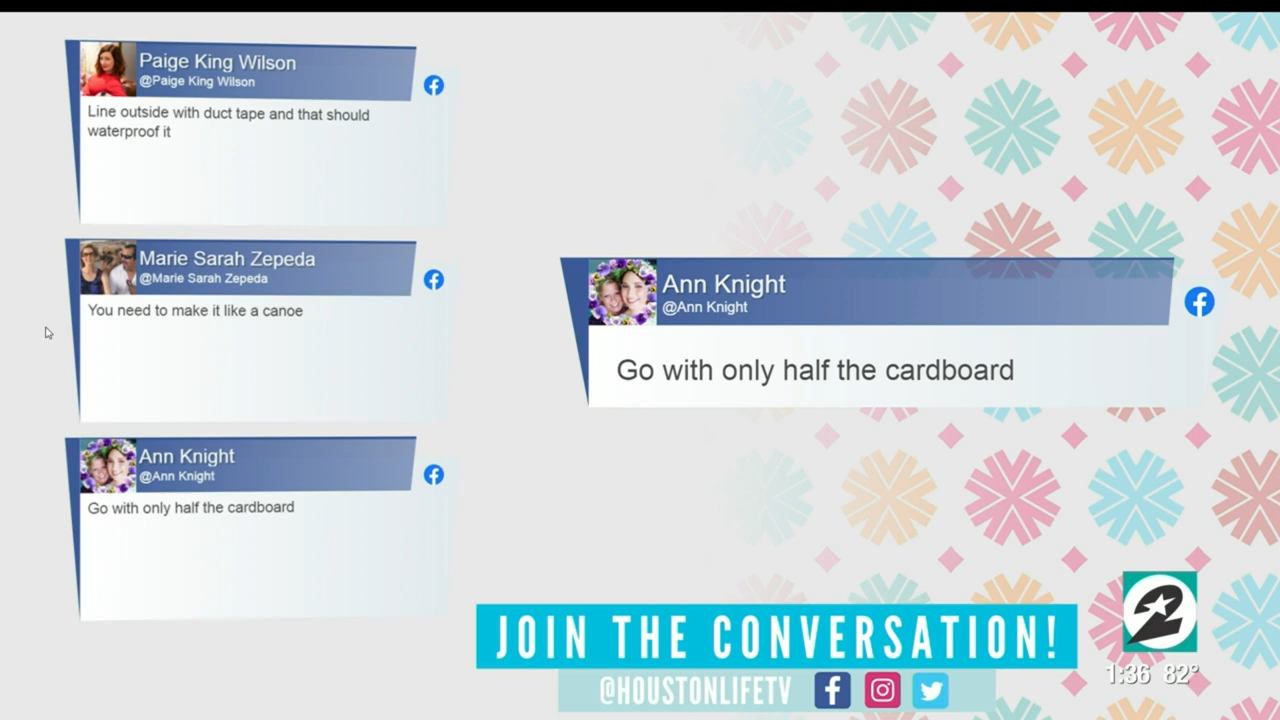 Paige King Wilson
@Paige King Wilson
Line outside with duct tape and that should
waterproof it
Marie Sarah Zepeda
@Marie Sarah Zepeda
You need to make it like a canoe
Ann Knight
@Ann Knight
Go with only half the cardboard
Ann Knight
@Ann Knight
Go with only half the cardboard
JOIN THE CONVERSATION!
@HOUSTONLIFETV
2
1:36 82°